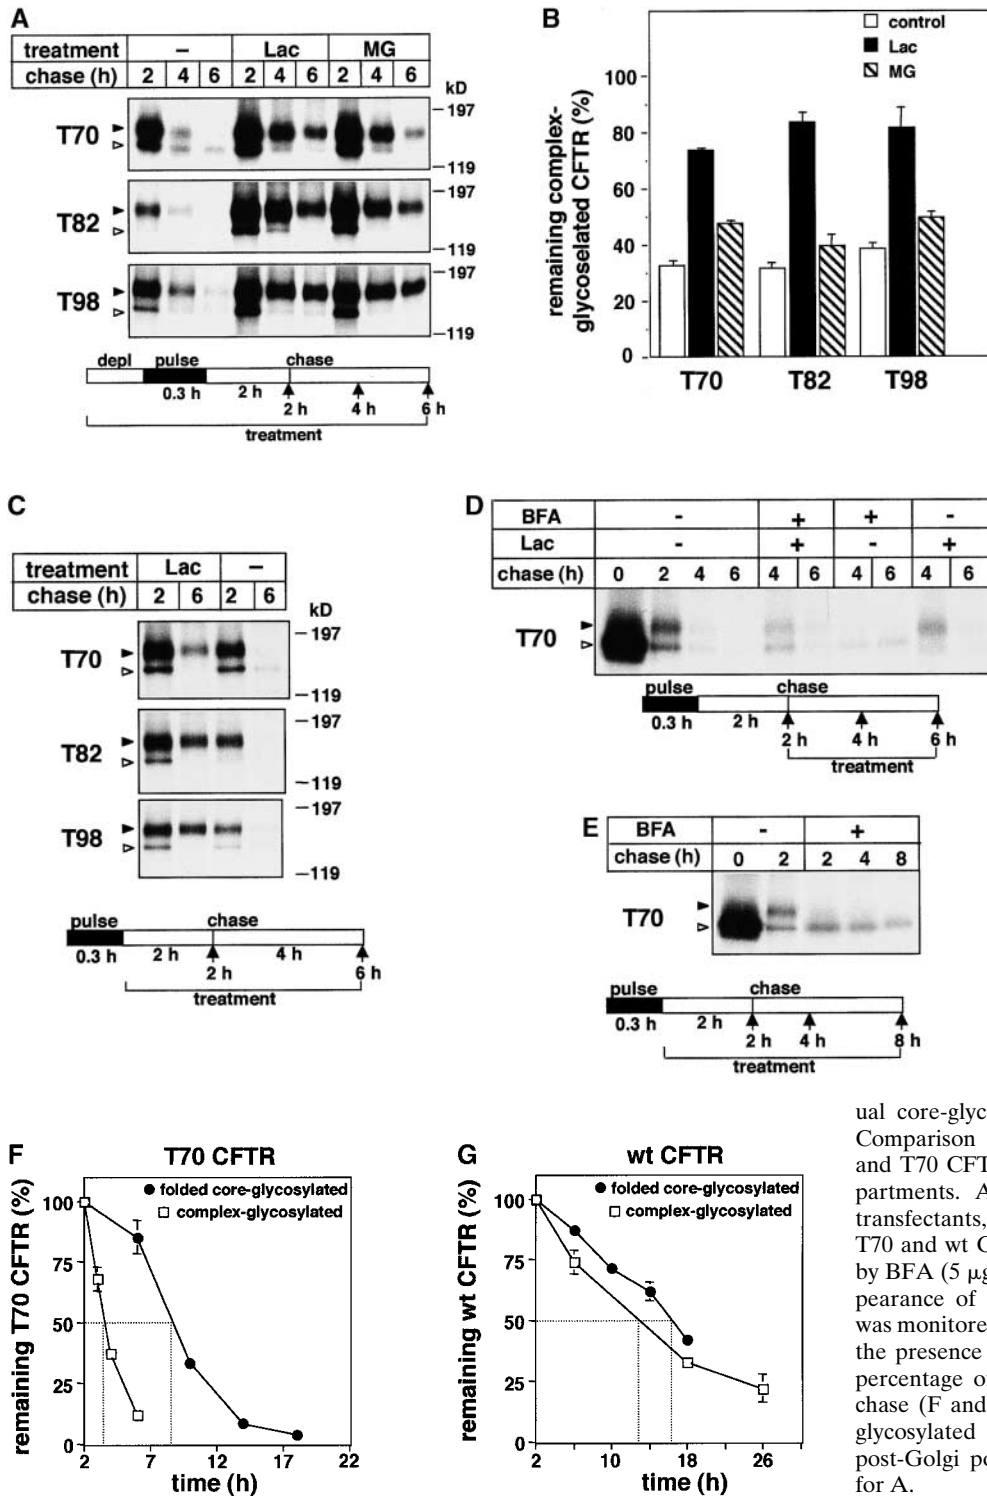 A
treatment – Lac MG
chase (h) 2 4 6 2 4 6 2 4 6
kD
T70
–197
–119
T82
–197
–119
T98
–197
–119
depl pulse chase
0.3 h 2 h 2 h 4 h 6 h
treatment
B
control
Lac
MG
remaining complex-
glycoselated CFTR (%)
100
80
60
40
20
0
T70 T82 T98
C
treatment Lac –
chase (h) 2 6 2 6
kD
T70
–197
–119
T82
–197
–119
T98
–197
–119
pulse chase
0.3 h 2 h 4 h
2 h 6 h
treatment
D
BFA - + + -
Lac - + - +
chase (h) 0 2 4 6 4 6 4 6 4 6
T70
pulse chase
0.3 h 2 h
2 h 4 h 6 h
treatment
E
BFA - +
chase (h) 0 2 2 4 8
T70
pulse chase
0.3 h 2 h
2 h 4 h 8 h
treatment
F
T70 CFTR
folded core-glycosylated
complex-glycosylated
remaining T70 CFTR (%)
100
75
50
25
0
2 7 12 17 22
time (h)
G
wt CFTR
folded core-glycosylated
complex-glycosylated
remaining wt CFTR (%)
100
75
50
25
0
2 10 18 26
time (h)
ual core-glyc
Comparison
and T70 CFT
partments. A
transfectants,
T70 and wt C
by BFA (5 μg
pearance of
was monitore
the presence
percentage o
chase (F and
glycosylated
post-Golgi po
for A.